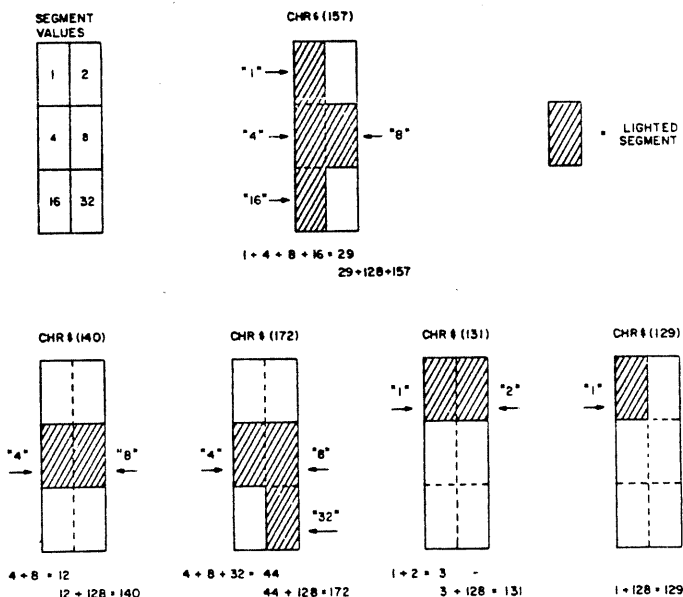 SEGMENT
VALUES
1 2
4 8
16 32
CHR$(157)
"1"
"4" "8"
"16"
1 + 4 + 8 + 16 = 29
29+128+157
= LIGHTED
SEGMENT
CHR$(140)
"4" "8"
4 + 8 = 12
12 + 128 = 140
CHR$(172)
"4" "8"
"32"
4 + 8 + 32 = 44
44 + 128 = 172
CHR$(131)
"1" "2"
1 + 2 = 3
3 + 128 = 131
CHR$(129)
"1"
1 + 128 = 129